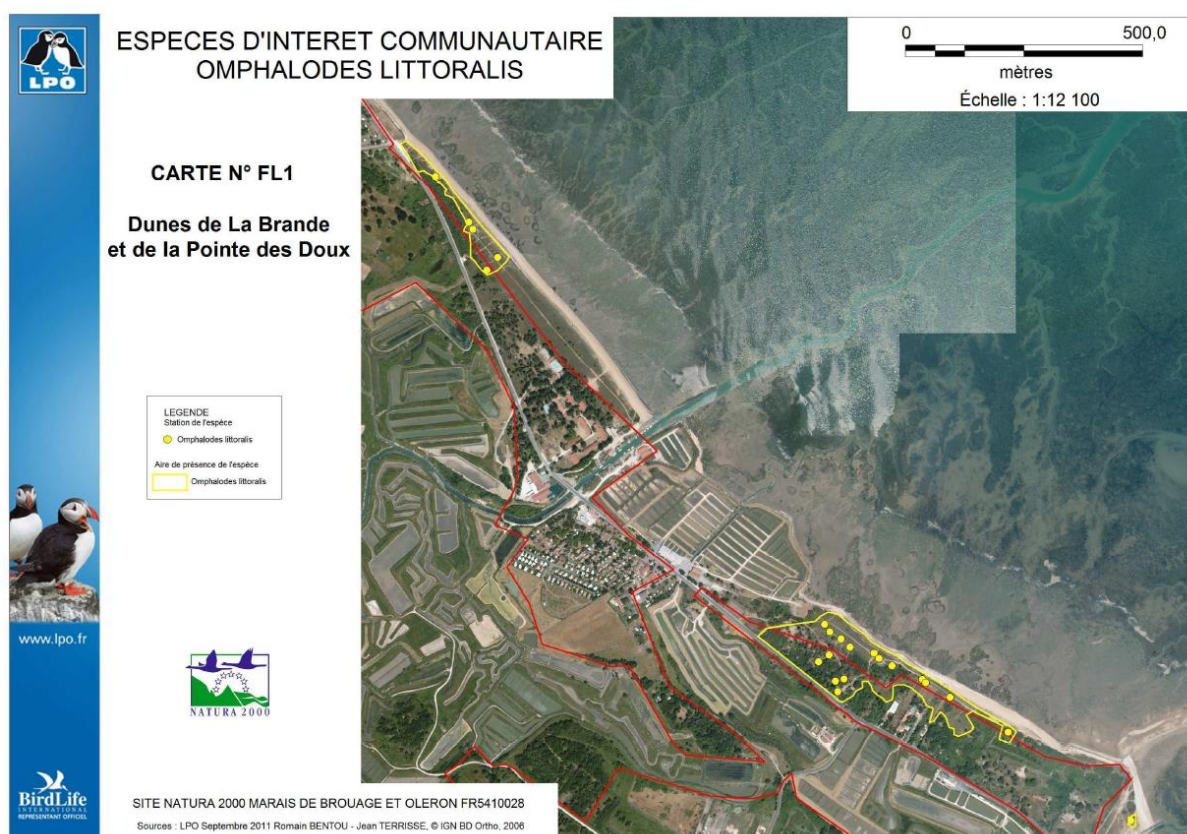 LPO
ESPECES D'INTERET COMMUNAUTAIRE
OMPHALODES LITTORALIS
0 500,0
mètres
Échelle : 1:12 100
CARTE N° FL1
Dunes de La Brande
et de la Pointe des Doux
LEGENDE
Station de l'espèce
Omphalodes littoralis
Aire de présence de l'espèce
Omphalodes littoralis
www.lpo.fr
NATURA 2000
BirdLife
INTERNATIONAL
REPRESENTANT OFFICIEL
SITE NATURA 2000 MARAIS DE BROUAGE ET OLERON FR5410028
Sources : LPO Septembre 2011 Romain BENTOU - Jean TERRISSE, © IGN BD Ortho, 2006